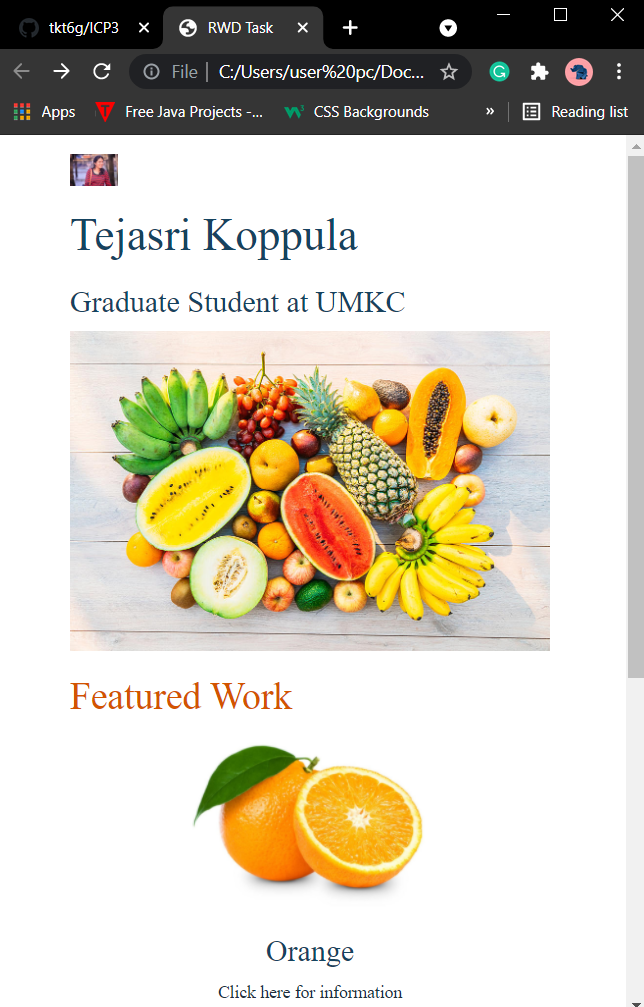 tkt6g/ICP3
RWD Task
File
C:/Users/user%20pc/Doc...
Apps
Free Java Projects -...
CSS Backgrounds
»
Reading list
Tejasri Koppula
Graduate Student at UMKC
Featured Work
Orange
Click here for information